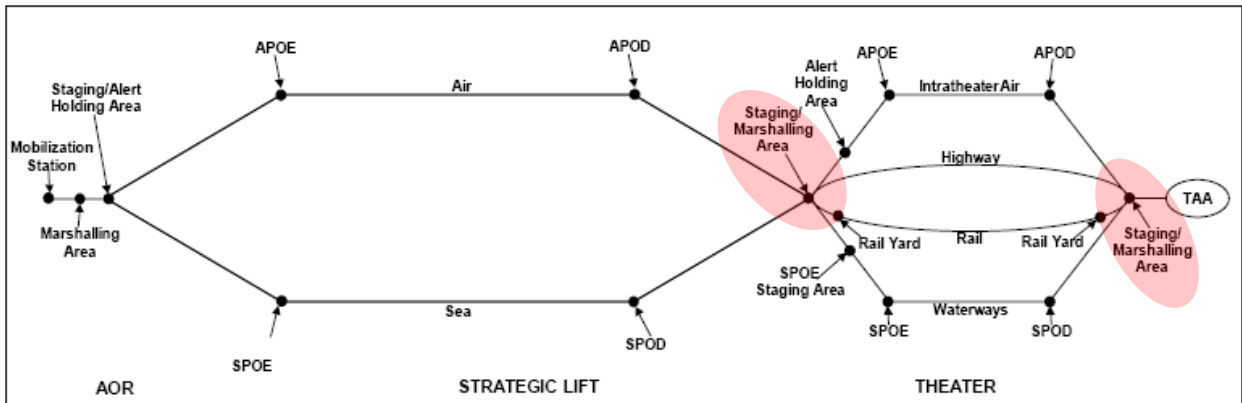 APOE
APOD
Air
Staging/Alert
Holding Area
Mobilization
Station
Marshalling
Area
Sea
SPOE
SPOD
Staging/
Marshalling
Area
Alert
Holding
Area
APOE
APOD
IntratheaterAir
Highway
Rail Yard
Rail
Rail Yard
SPOE
Staging Area
Waterways
SPOE
SPOD
TAA
Staging/
Marshalling
Area
AOR
STRATEGIC LIFT
THEATER